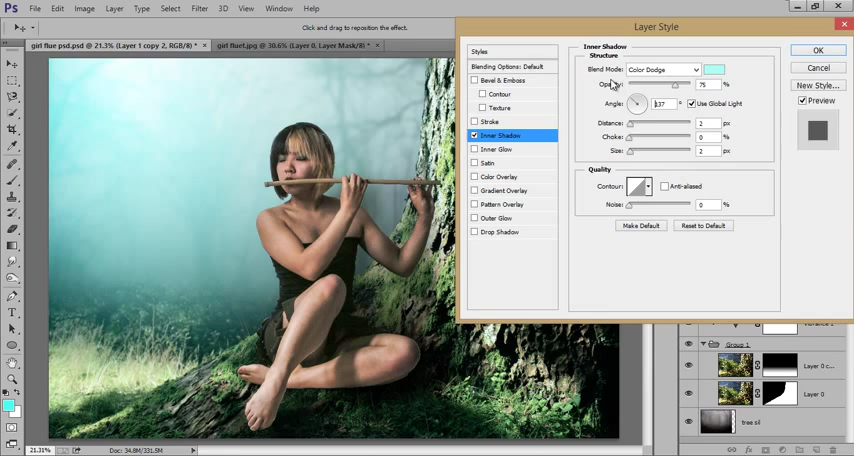 Ps File Edit Image Layer Type Select Filter 3D View Window Help
Click and drag to reposition the effect.
girl flue psd.psd @ 21.3% (Layer 1 copy 2, RGB/8) * × girl fluet.jpg @ 30.6% (Layer 0, Layer Mask/8) * ×
Layer Style
Styles
Blending Options: Default
Bevel & Emboss
Contour
Texture
Stroke
Inner Shadow
Inner Glow
Satin
Color Overlay
Gradient Overlay
Pattern Overlay
Outer Glow
Drop Shadow
Inner Shadow
Structure
Blend Mode: Color Dodge
Opacity: 75 %
Angle: 137 ° Use Global Light
Distance: 2 px
Choke: 0 %
Size: 2 px
Quality
Contour: Anti-aliased
Noise: 0 %
Make Default Reset to Default
OK
Cancel
New Style...
Preview
Group 1
Layer 0 c...
Layer 0
tree sil
21.31% Doc: 34.8M/331.5M